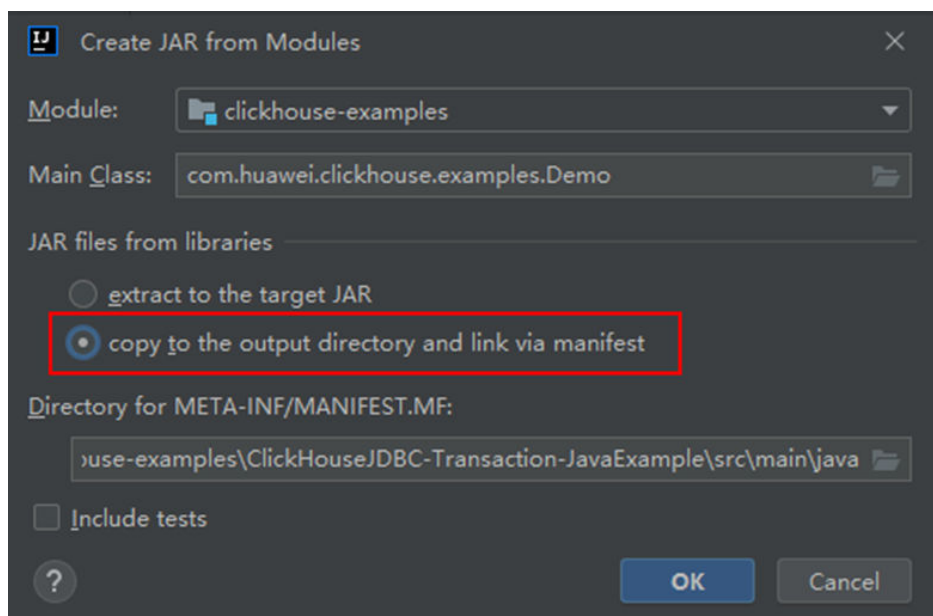 IJ Create JAR from Modules
Module: clickhouse-examples
Main Class: com.huawei.clickhouse.examples.Demo
JAR files from libraries
extract to the target JAR
copy to the output directory and link via manifest
Directory for META-INF/MANIFEST.MF:
ouse-examples\ClickHouseJDBC-Transaction-JavaExample\src\main\java
Include tests
? OK Cancel